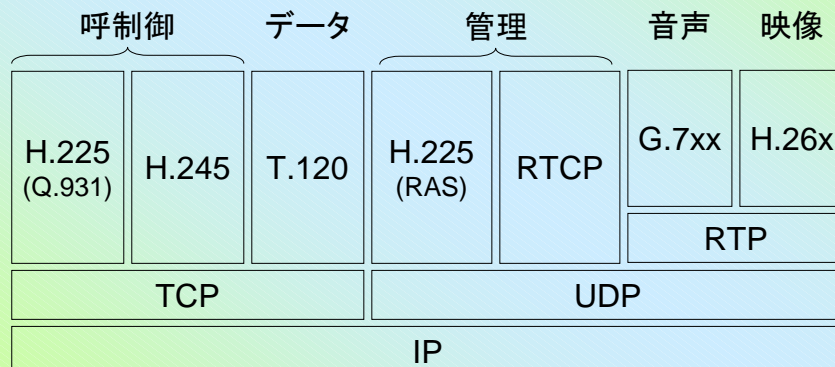 呼制御
データ
管理
音声
映像
H.225
(Q.931)
H.245
T.120
H.225
(RAS)
RTCP
G.7xx
H.26x
RTP
TCP
UDP
IP